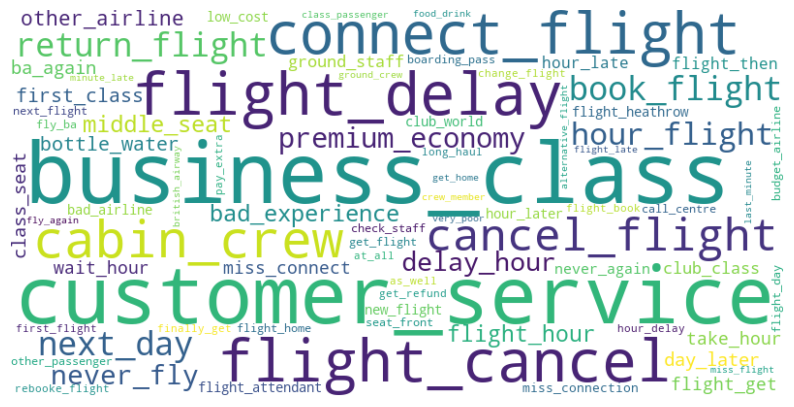 other_airline low_cost class_passenger food_drink
return_flight connect_flight
ground_staff boarding_pass hour_late
ba_again minute_late ground_crew change_flight flight_then
first_class flight_delay book_flight
next_flight flight_heathrow
fly_ba middle_seat club_world hour_flight
bottle_water premium_economy flight_late
british_airway pay_extra long_haul alternative_flight budget_airline
business_class
get_home
class_seat crew_member last_minute
bad_airline bad_experience hour_later flight_book call_centre
fly_again very_poor
cabin_crew check_staff cancel_flight
get_flight
at_all delay_hour
wait_hour miss_connect never_again club_class
as_well flight_day
customer_service
get_refund
new_flight
first_flight finally_get flight_home seat_front hour_delay
next_day flight_hour take_hour
flight_cancel day_later
other_passenger never_fly miss_flight
rebooke_flight flight_attendant miss_connection flight_get